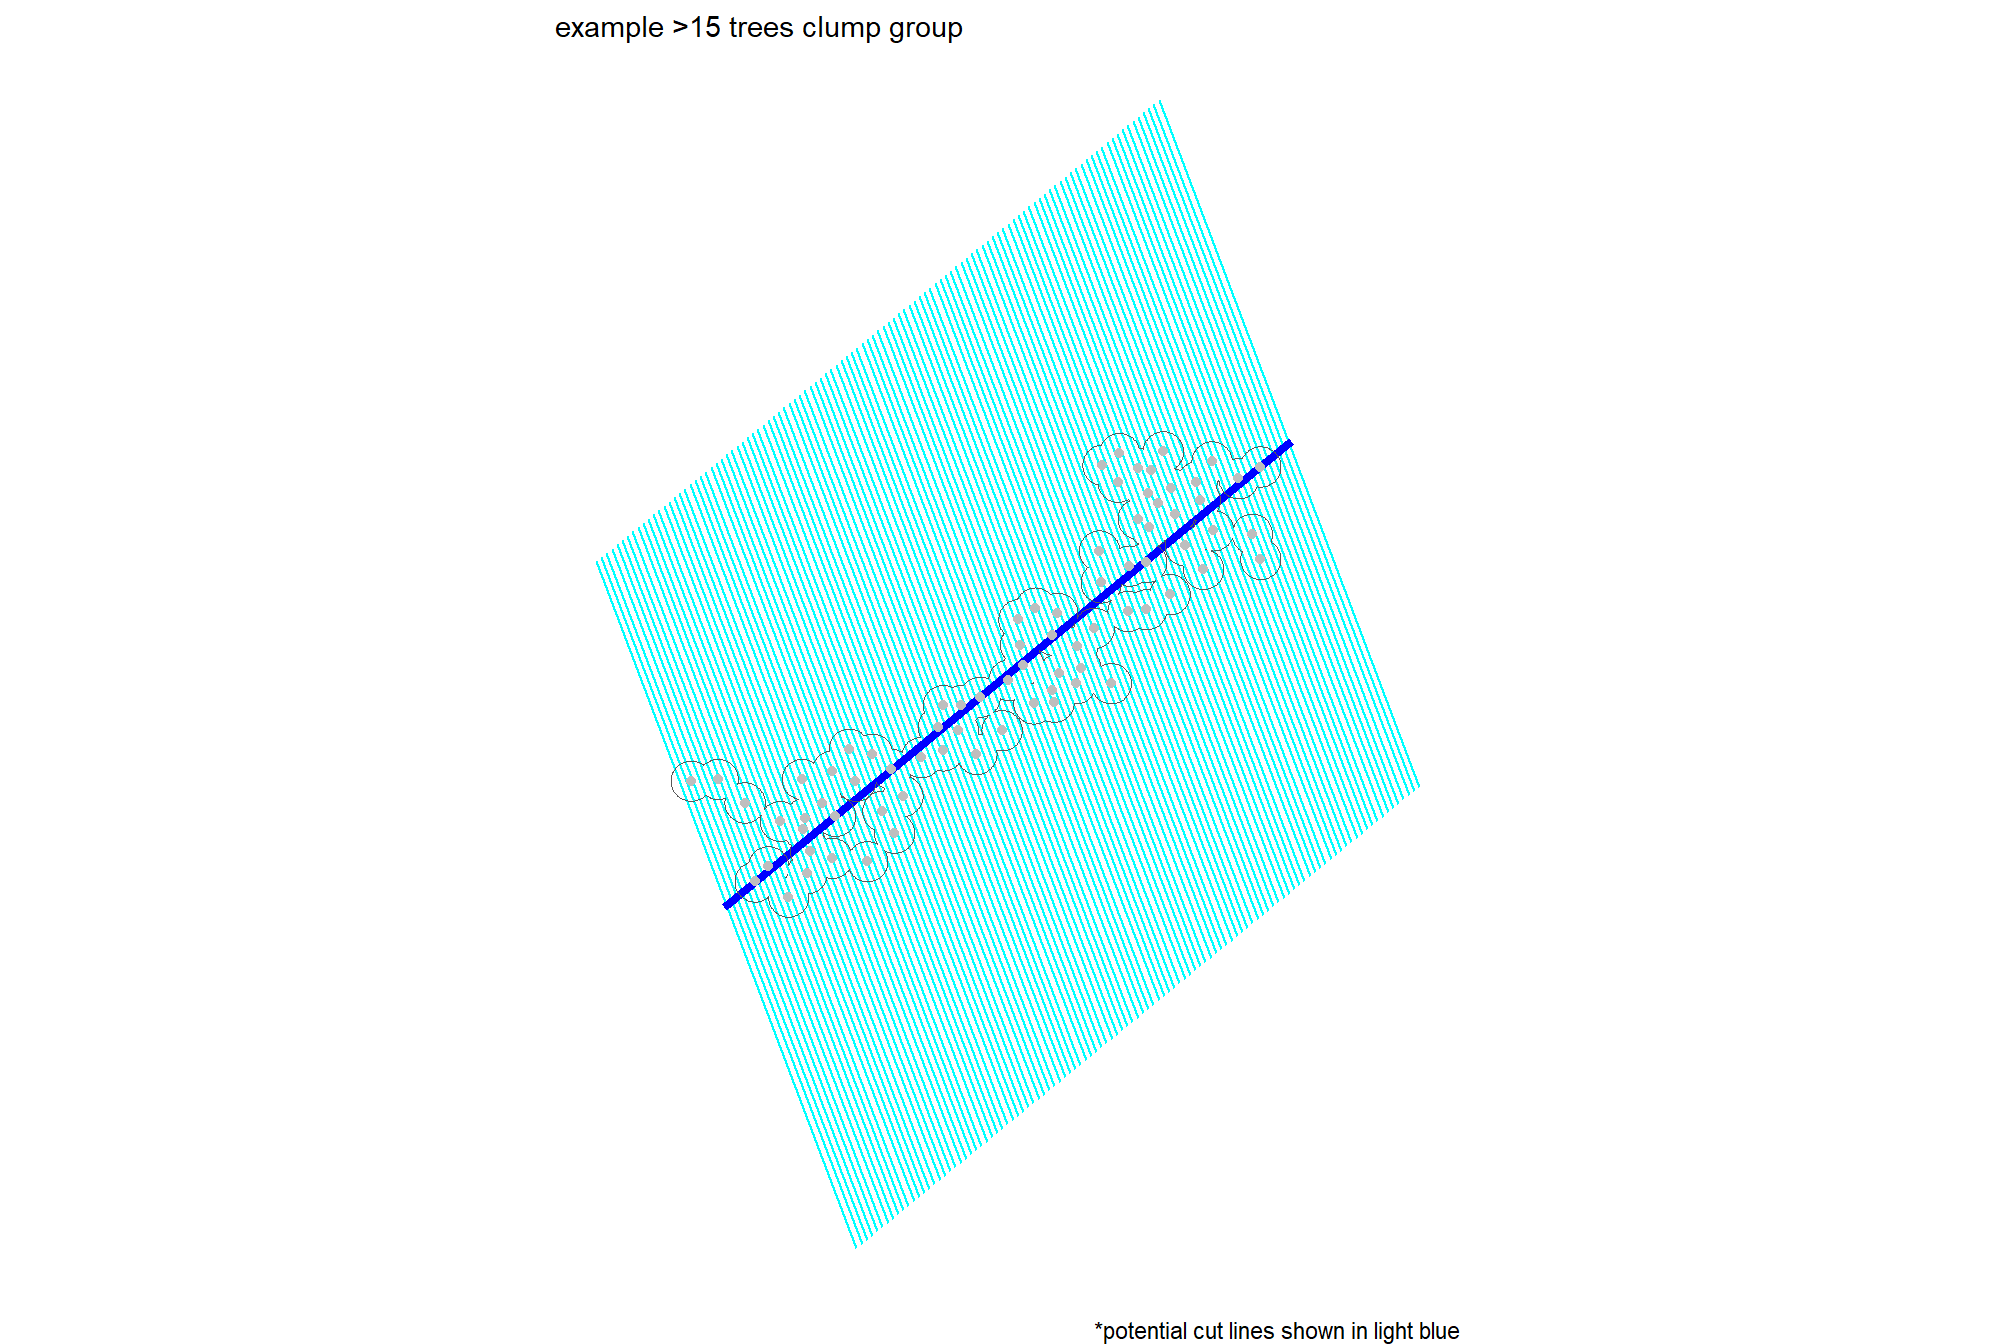 example >15 trees clump group
*potential cut lines shown in light blue